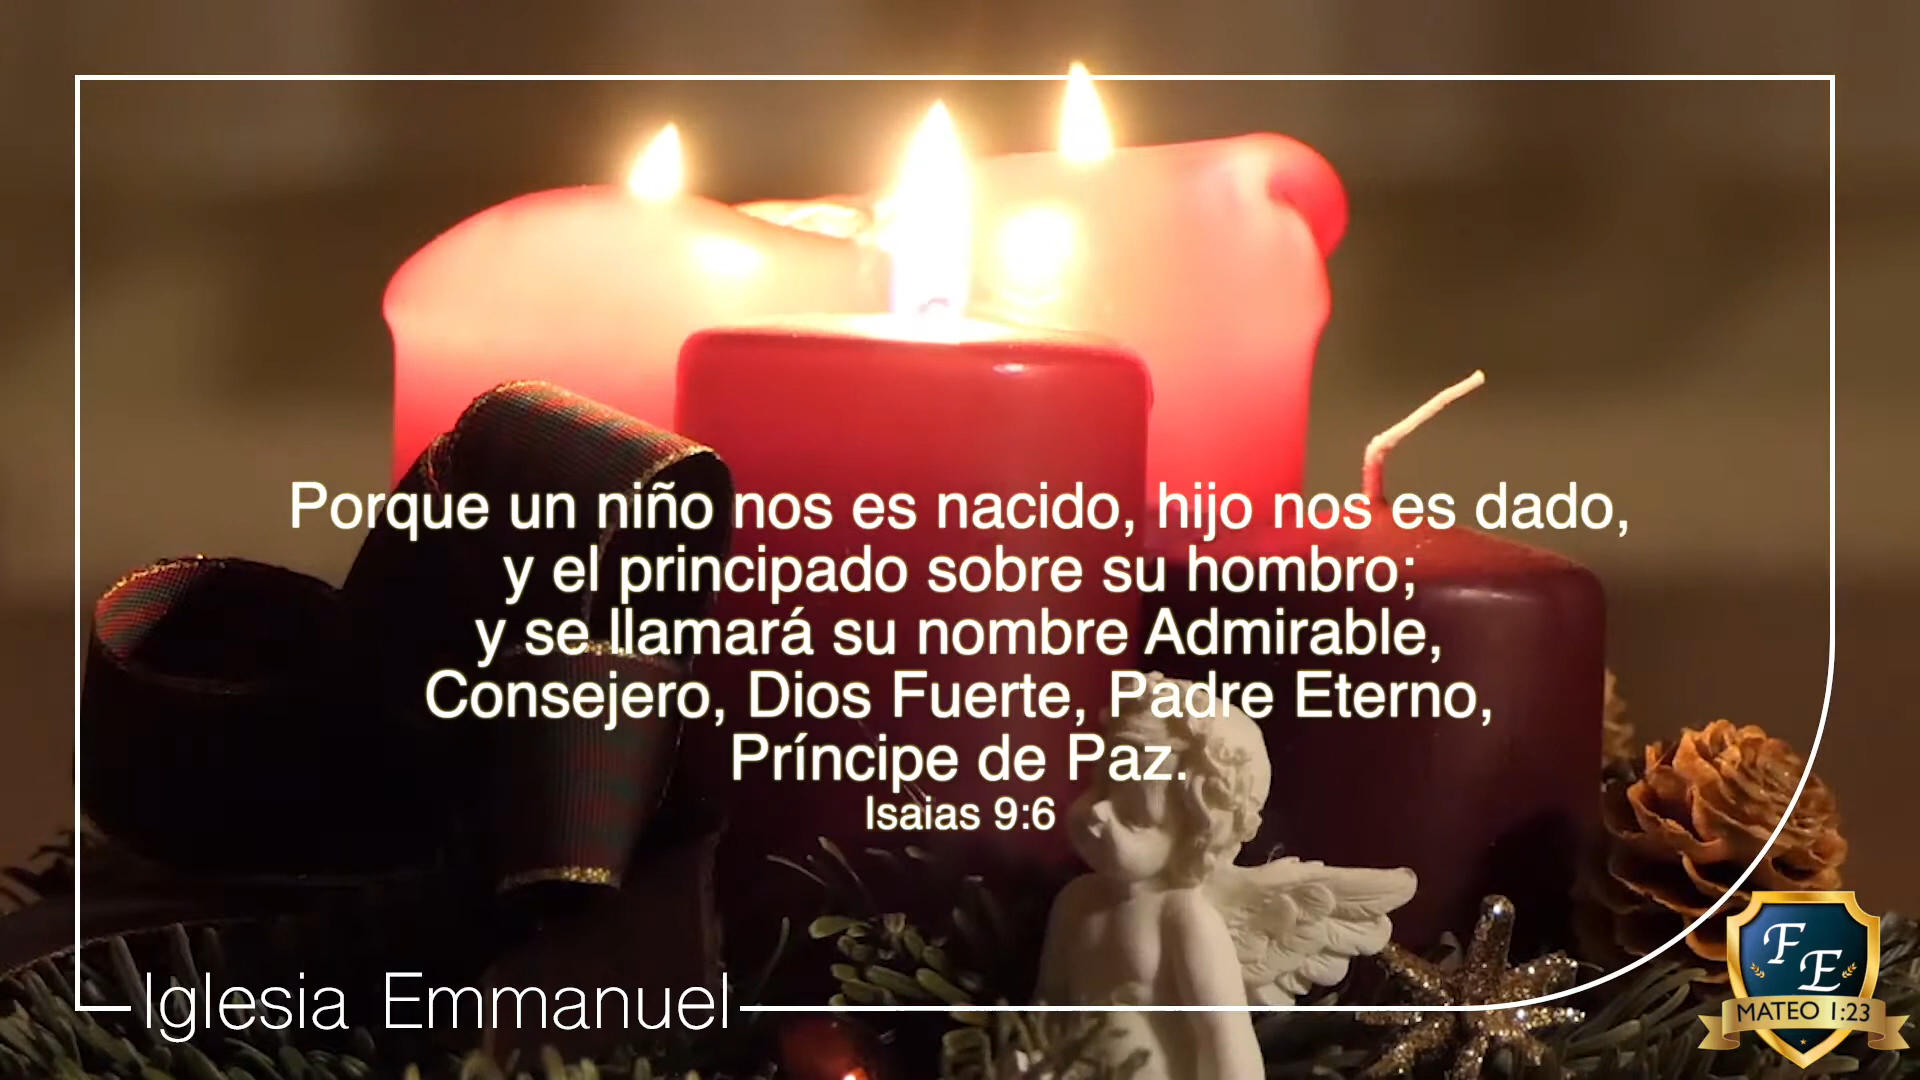 Porque un niño nos es nacido, hijo nos es dado,
y el principado sobre su hombro;
y se llamará su nombre Admirable,
Consejero, Dios Fuerte, Padre Eterno,
Príncipe de Paz.
Isaias 9:6
Iglesia Emmanuel
F E
MATEO 1:23